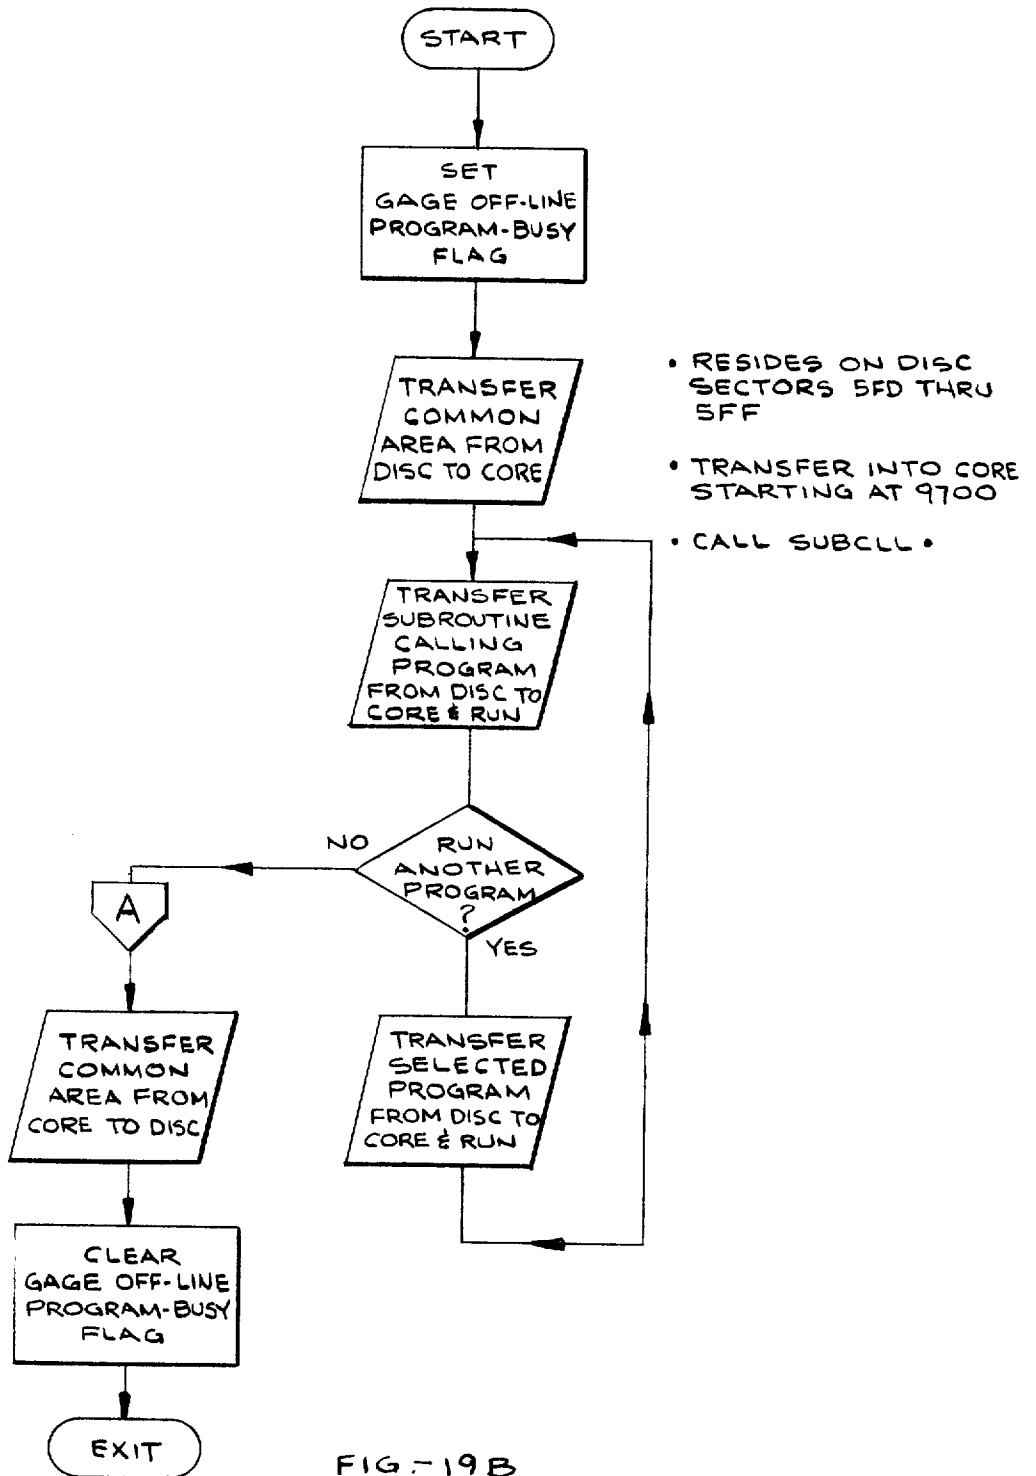 START
SET
GAGE OFF-LINE
PROGRAM-BUSY
FLAG
TRANSFER
COMMON
AREA FROM
DISC TO CORE
• RESIDES ON DISC
SECTORS 5FD THRU
5FF
• TRANSFER INTO CORE
STARTING AT 9700
• CALL SUBCLL •
TRANSFER
SUBROUTINE
CALLING
PROGRAM
FROM DISC TO
CORE & RUN
RUN
ANOTHER
PROGRAM
?
NO
YES
A
TRANSFER
SELECTED
PROGRAM
FROM DISC TO
CORE & RUN
TRANSFER
COMMON
AREA FROM
CORE TO DISC
CLEAR
GAGE OFF-LINE
PROGRAM-BUSY
FLAG
EXIT
FIG.-19B